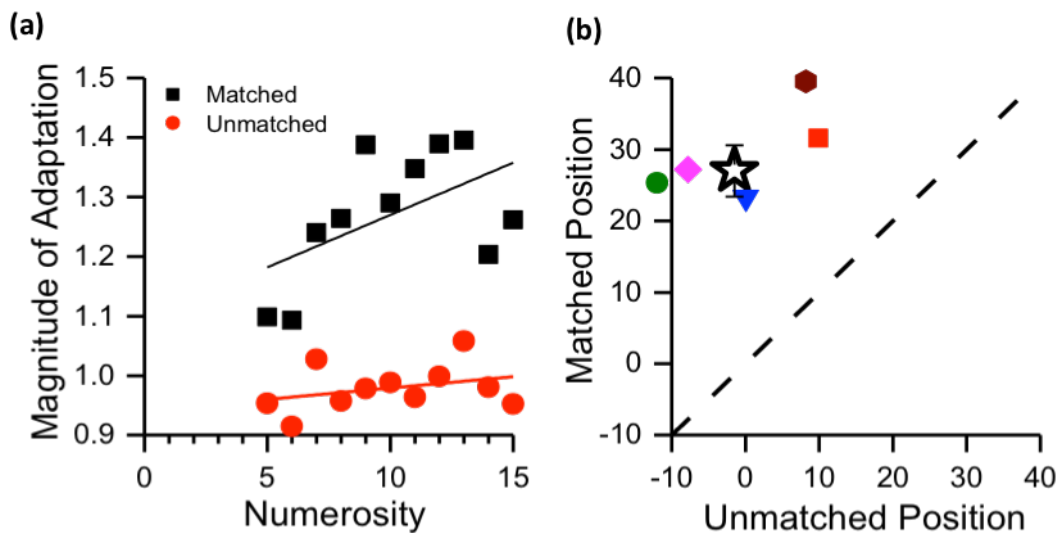 (a)
1.5
1.4
1.3
1.2
1.1
1.0
0.9
Magnitude of Adaptation
Matched
Unmatched
0 5 10 15
Numerosity
(b)
40
30
20
10
0
-10
Matched Position
-10 0 10 20 30 40
Unmatched Position